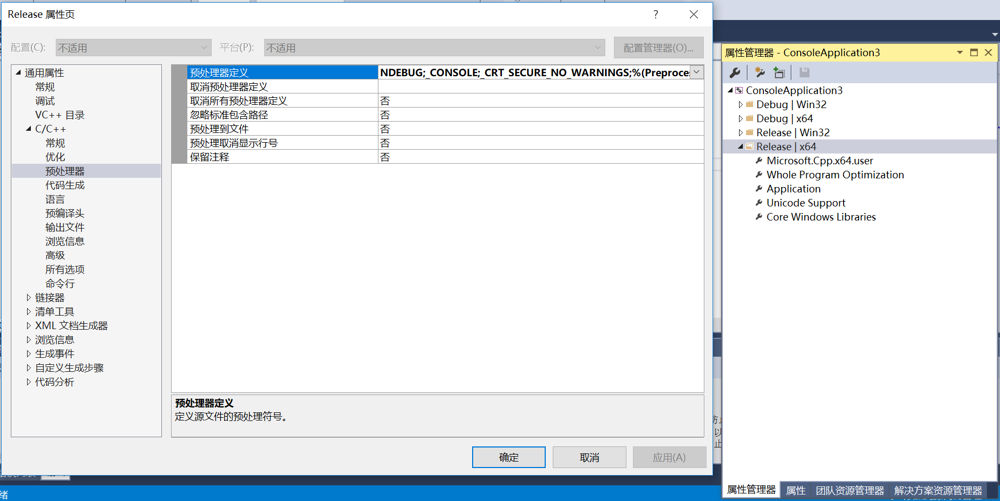 Release 属性页
?
配置(C):
不适用
平台(P):
不适用
配置管理器(O)...
通用属性
常规
调试
VC++ 目录
C/C++
常规
优化
预处理器
代码生成
语言
预编译头
输出文件
浏览信息
高级
所有选项
命令行
链接器
清单工具
XML 文档生成器
浏览信息
生成事件
自定义生成步骤
代码分析
预处理器定义 NDEBUG;_CONSOLE;_CRT_SECURE_NO_WARNINGS;%(Preproces
取消预处理器定义
取消所有预处理器定义 否
忽略标准包含路径 否
预处理到文件 否
预处理取消显示行号 否
保留注释 否
预处理器定义
定义源文件的预处理符号。
确定
取消
应用(A)
属性管理器 - ConsoleApplication3
ConsoleApplication3
Debug | Win32
Debug | x64
Release | Win32
Release | x64
Microsoft.Cpp.x64.user
Whole Program Optimization
Application
Unicode Support
Core Windows Libraries
以
止
绪
属性管理器
属性
团队资源管理器
解决方案资源管理器